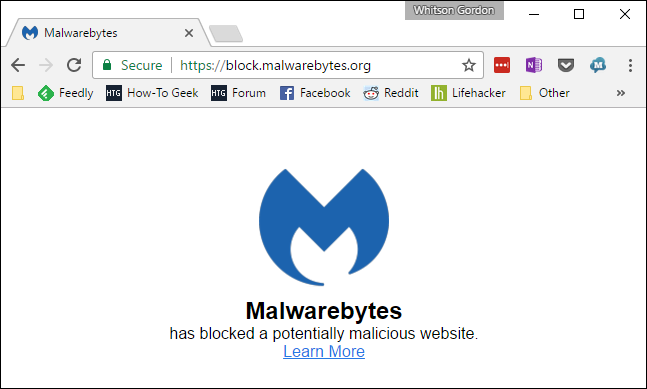 Whitson Gordon
Malwarebytes
Secure https://block.malwarebytes.org
Feedly HTG How-To Geek HTG Forum Facebook Reddit lh Lifehacker Other »
Malwarebytes
has blocked a potentially malicious website.
Learn More